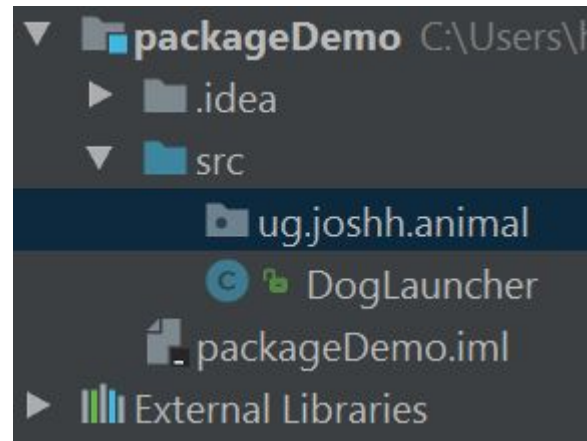 packageDemo C:\Users\
.idea
src
ug.joshh.animal
DogLauncher
packageDemo.iml
External Libraries